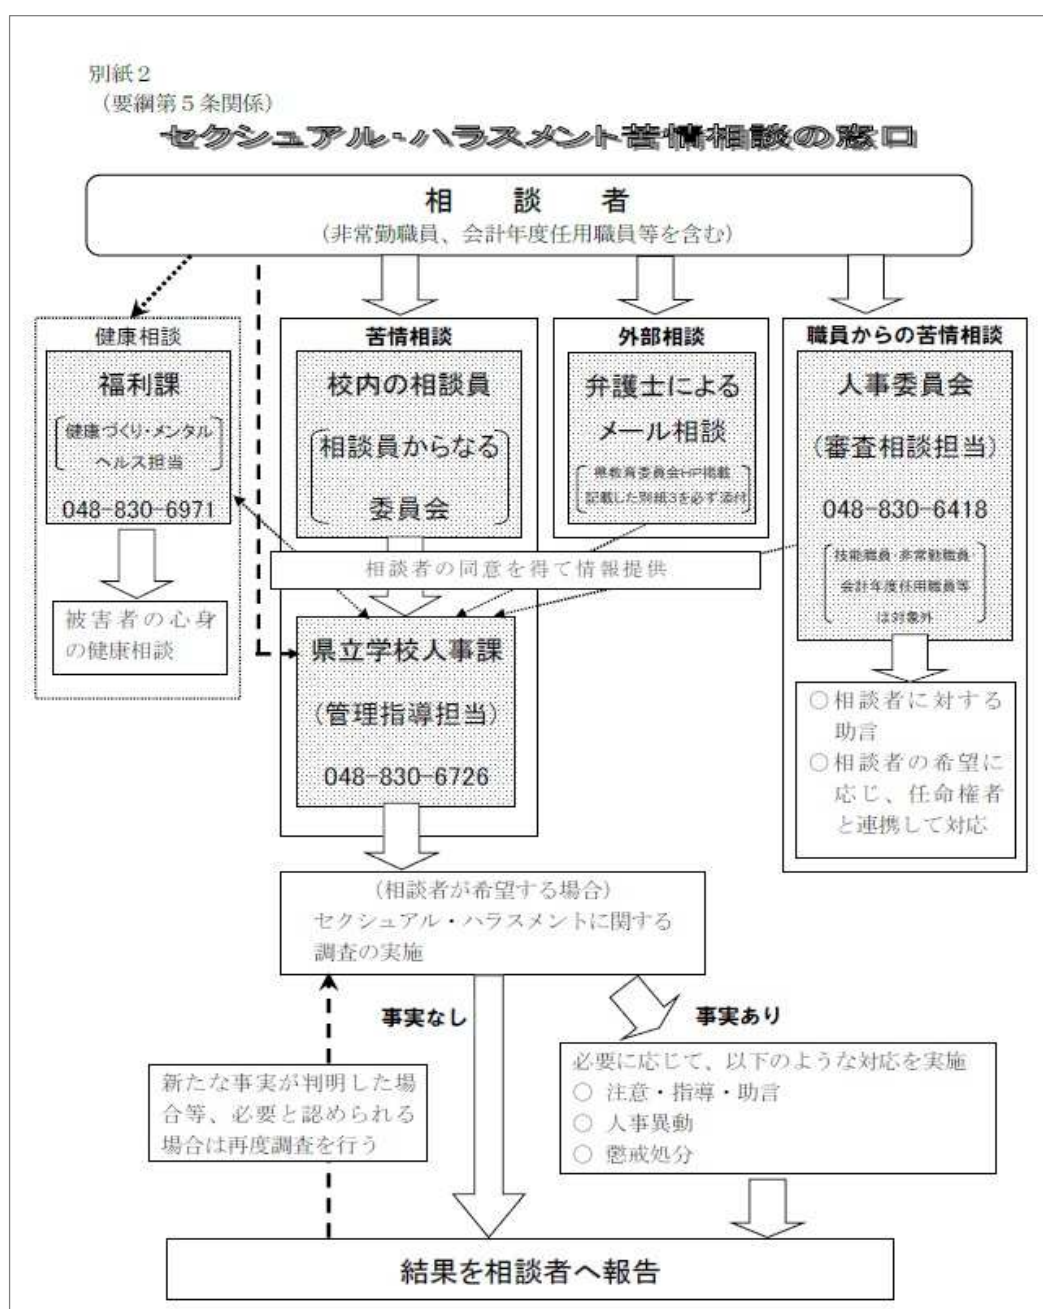 別紙２
（要綱第５条関係）
セクシュアル・ハラスメント苦情相談の窓口
相　談　者
（非常勤職員、会計年度任用職員等を含む）
健康相談
福利課
健康づくり・メンタル
ヘルス担当
048-830-6971
被害者の心身
の健康相談
苦情相談
校内の相談員
相談員からなる
委員会
外部相談
弁護士による
メール相談
県教育委員会HP掲載
記載した別紙3を必ず添付
職員からの苦情相談
人事委員会
（審査相談担当）
048-830-6418
技能職員・非常勤職員
会計年度任用職員等
は対象外
○相談者に対する
助言
○相談者の希望に
応じ、任命権者
と連携して対応
相談者の同意を得て情報提供
県立学校人事課
（管理指導担当）
048-830-6726
（相談者が希望する場合）
セクシュアル・ハラスメントに関する
調査の実施
事実なし
事実あり
新たな事実が判明した場
合等、必要と認められる
場合は再度調査を行う
必要に応じて、以下のような対応を実施
○ 注意・指導・助言
○ 人事異動
○ 懲戒処分
結果を相談者へ報告